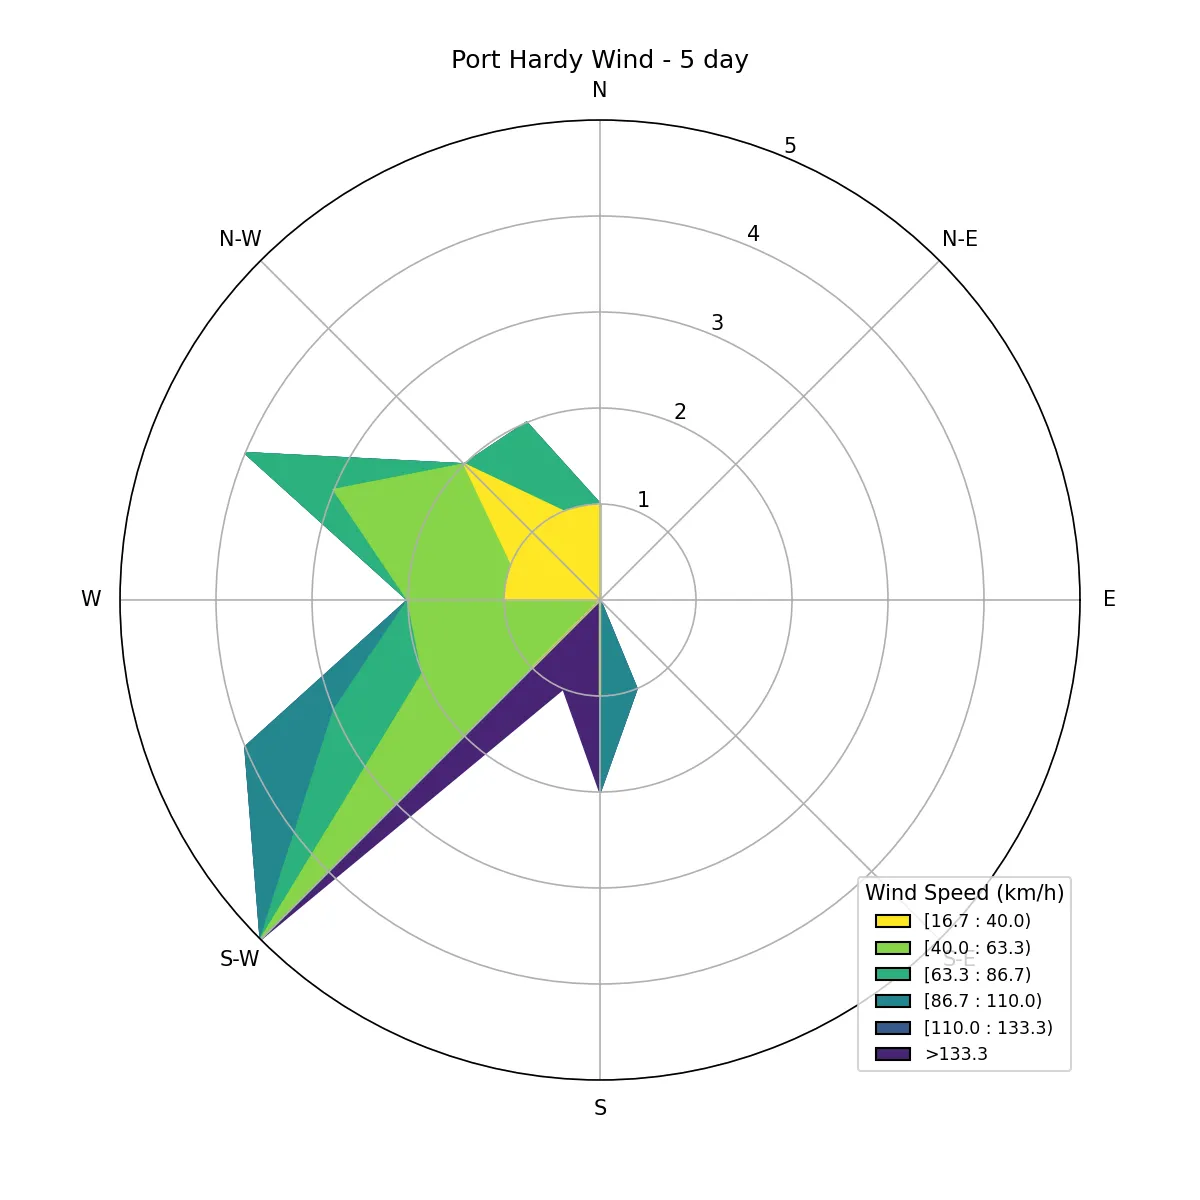 Port Hardy Wind - 5 day
N
5
N-W
4
N-E
3
2
1
W
E
Wind Speed (km/h)
[16.7 : 40.0)
[40.0 : 63.3)
S-W
S-E
[63.3 : 86.7)
[86.7 : 110.0)
[110.0 : 133.3)
>133.3
S